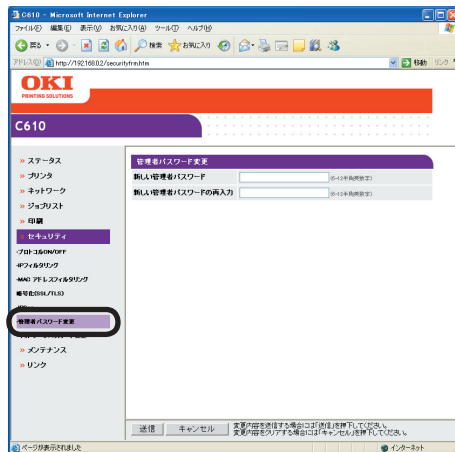 C610 - Microsoft Internet Explorer
ファイル(F) 編集(E) 表示(V) お気に入り(A) ツール(T) ヘルプ(H)
戻る 検索 お気に入り
アドレス(D) http://192.168.0.2/securityfrm.htm 移動 リンク
OKI
PRINTING SOLUTIONS
C610
» ステータス
» プリンタ
» ネットワーク
» ジョブリスト
» 印刷
» セキュリティ
-プロトコルON/OFF
-IPフィルタリング
-MAC アドレスフィルタリング
-暗号化(SSL/TLS)
-管理者パスワード変更
» メンテナンス
» リンク
管理者パスワード変更
新しい管理者パスワード (6-12半角英数字)
新しい管理者パスワードの再入力 (6-12半角英数字)
送信 キャンセル 変更内容を送信する場合には「送信」を押下してください。
変更内容をクリアする場合には「キャンセル」を押下してください。
ページが表示されました インターネット